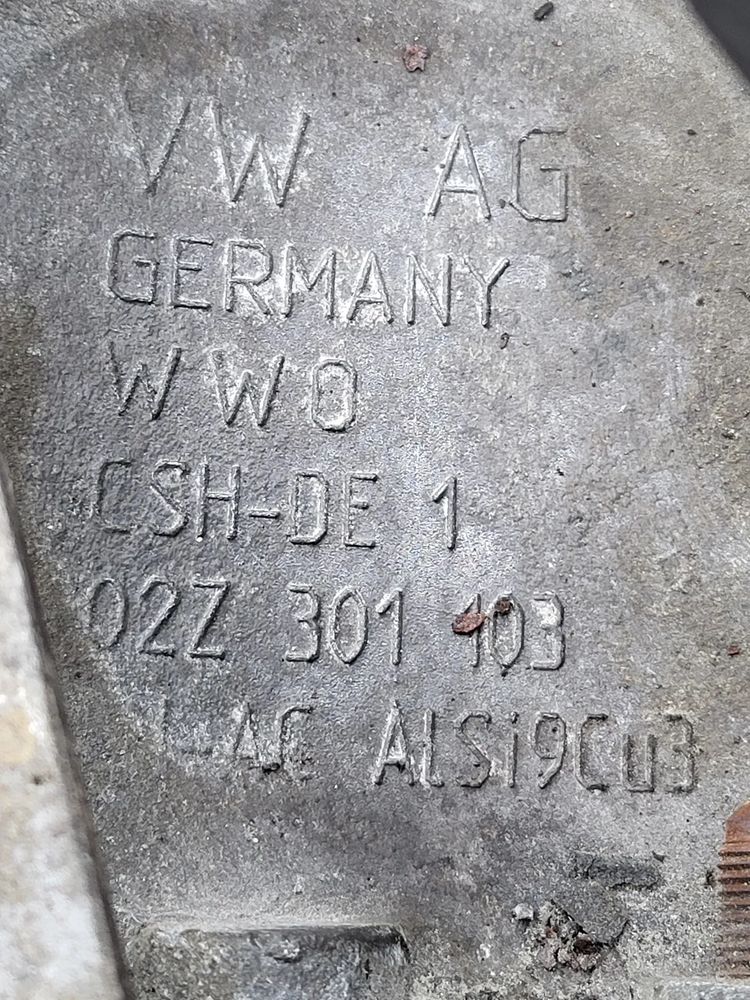 VW AG
GERMANY
WWO
CSH-DE 1
02Z 301 103
AC ALSi9Cu3